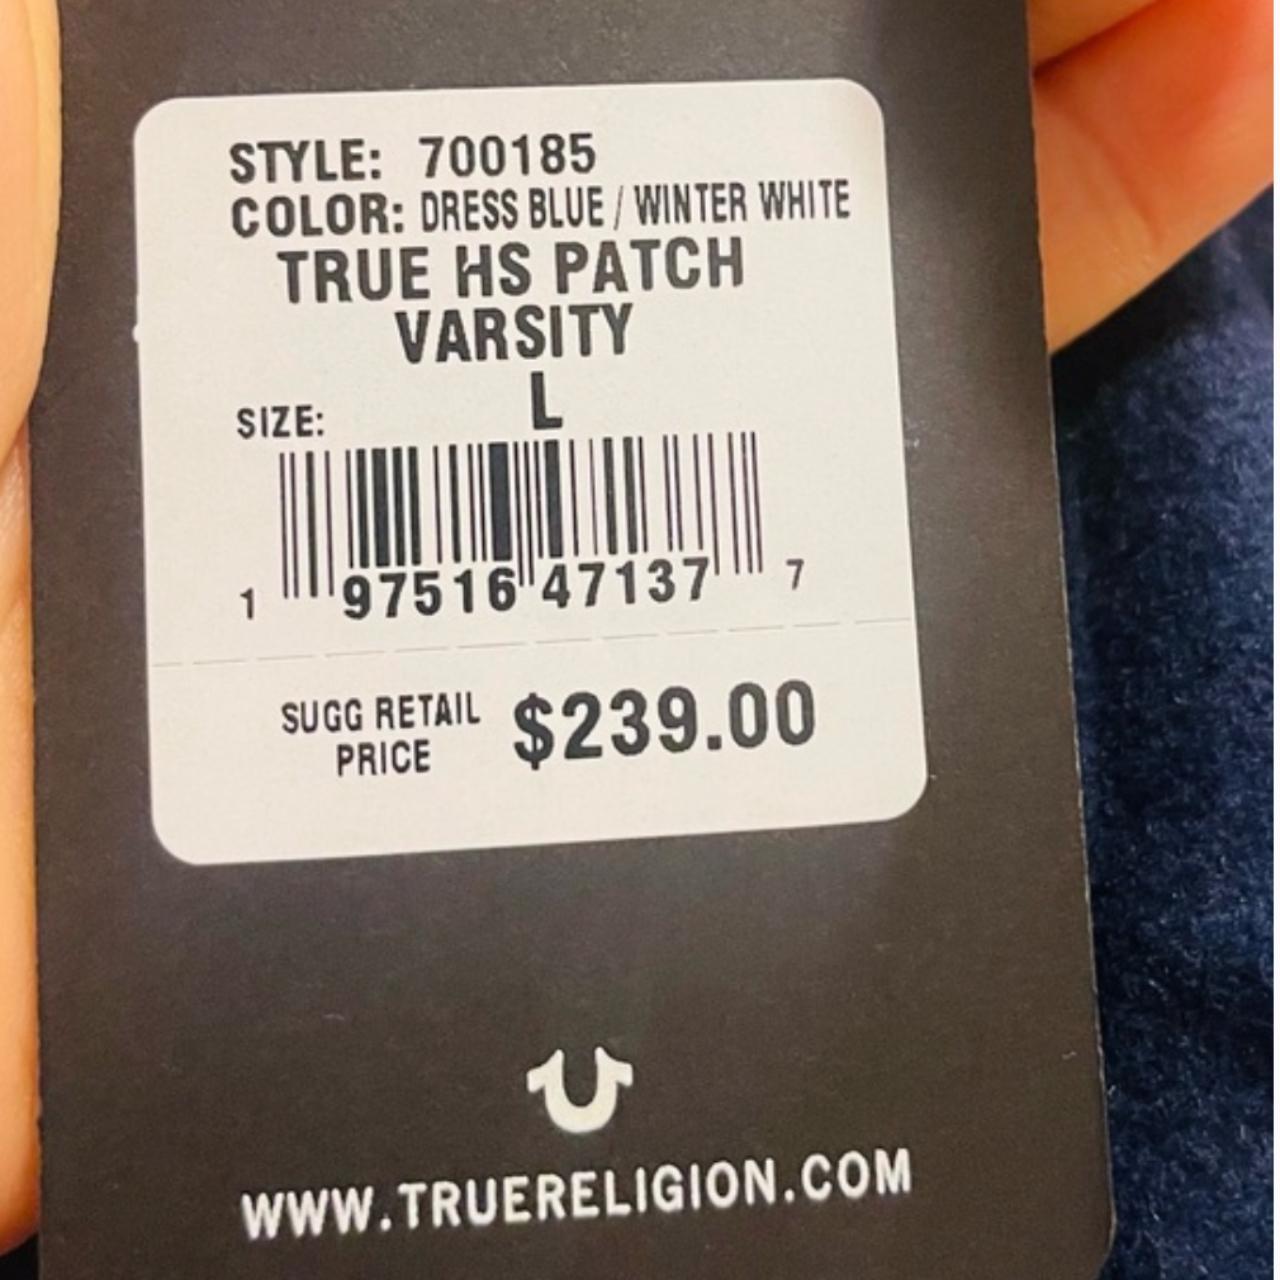 STYLE: 700185
COLOR: DRESS BLUE / WINTER WHITE
TRUE HS PATCH
VARSITY
SIZE: L
1 97516 47137 7
SUGG RETAIL PRICE $239.00
WWW.TRUERELIGION.COM